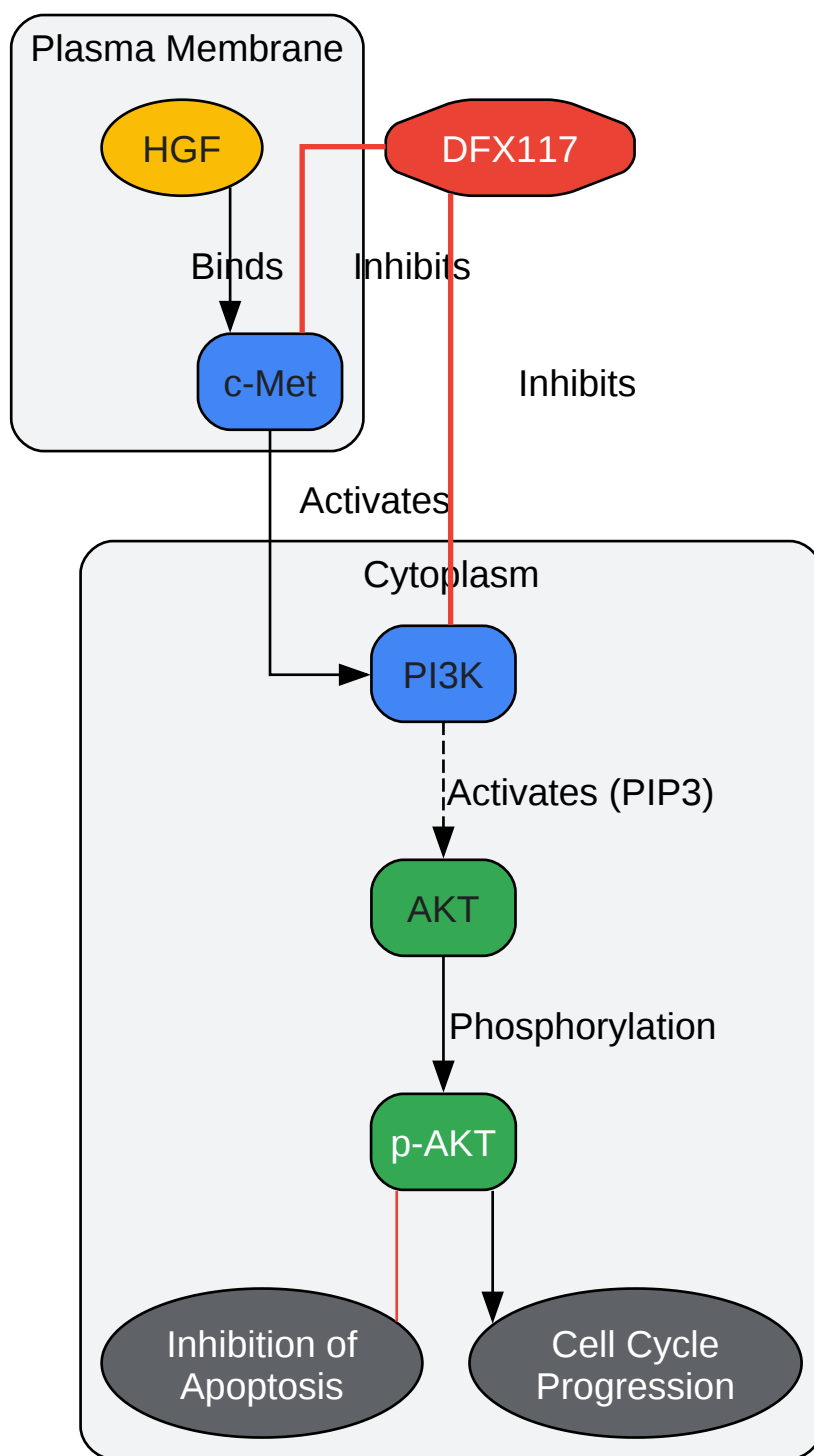 Plasma Membrane
HGF
DFX117
Binds
Inhibits
c-Met
Inhibits
Activates
Cytoplasm
PI3K
Activates (PIP3)
AKT
Phosphorylation
p-AKT
Inhibition of
Apoptosis
Cell Cycle
Progression